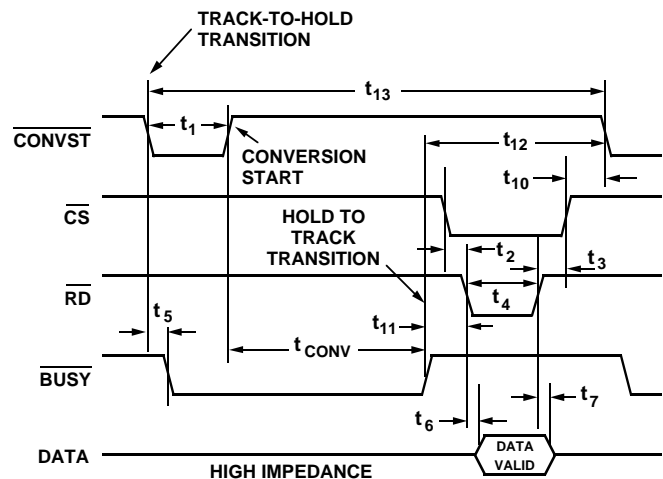 TRACK-TO-HOLD
TRANSITION
t13
CONVST
t1
CONVERSION
START
t12
t10
CS
HOLD TO
TRACK
TRANSITION
t2
t3
RD
t4
t5
t11
tCONV
BUSY
t6
t7
DATA
HIGH IMPEDANCE
DATA
VALID